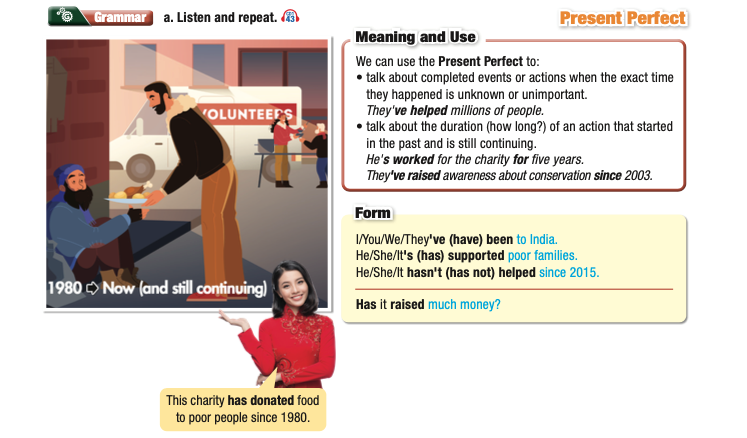 Grammar
a. Listen and repeat.
CD1
43
Present Perfect
VOLUNTEERS
1980 ⇨ Now (and still continuing)
This charity has donated food
to poor people since 1980.
Meaning and Use
We can use the Present Perfect to:
• talk about completed events or actions when the exact time
they happened is unknown or unimportant.
They've helped millions of people.
• talk about the duration (how long?) of an action that started
in the past and is still continuing.
He's worked for the charity for five years.
They've raised awareness about conservation since 2003.
Form
I/You/We/They've (have) been to India.
He/She/It's (has) supported poor families.
He/She/It hasn't (has not) helped since 2015.
Has it raised much money?